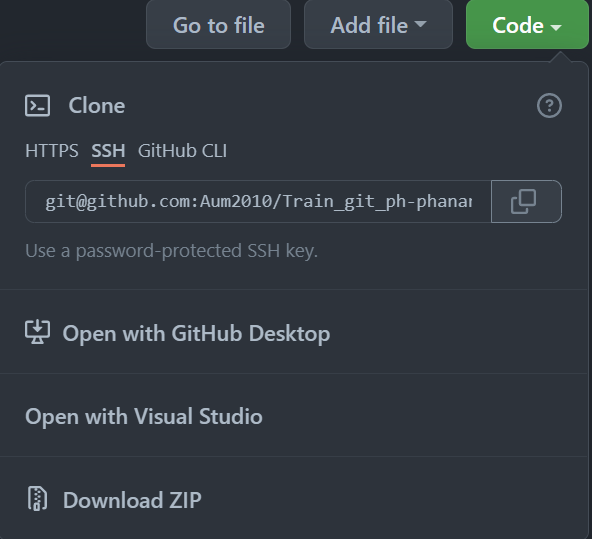 Go to file Add file Code
Clone
HTTPS SSH GitHub CLI
git@github.com:Aum2010/Train_git_ph-phanar
Use a password-protected SSH key.
Open with GitHub Desktop
Open with Visual Studio
Download ZIP